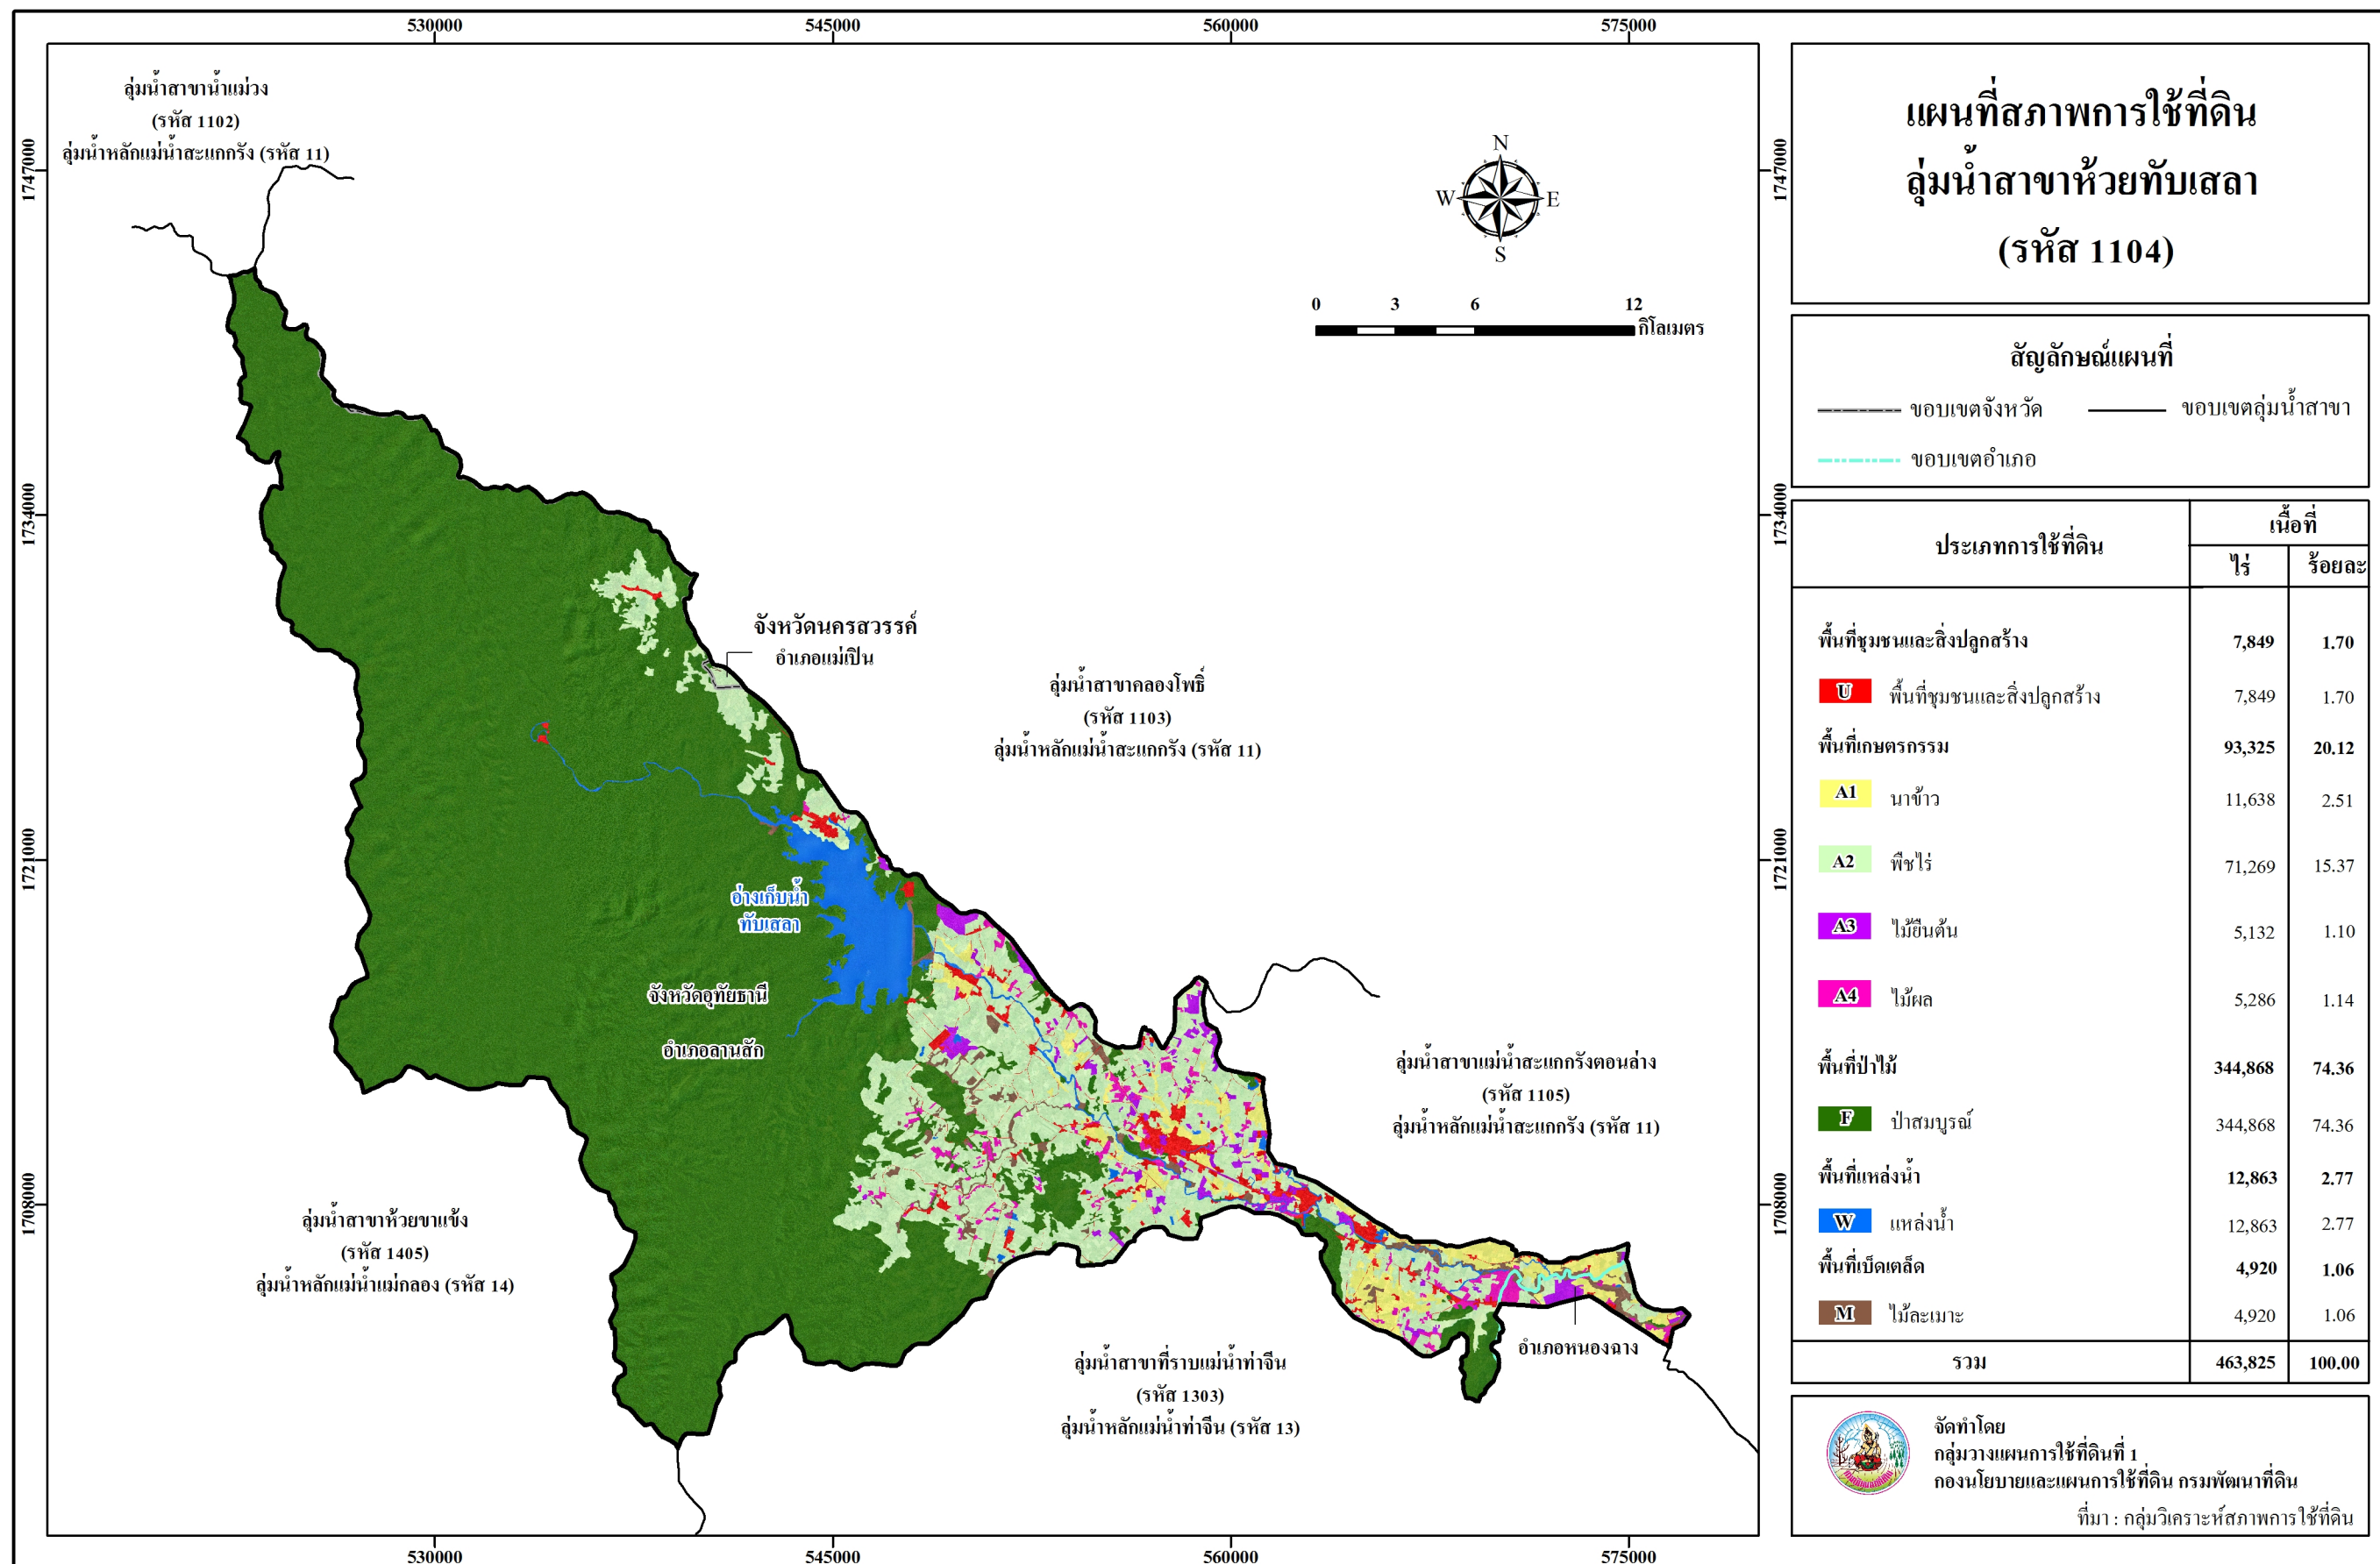 530000
545000
560000
575000
1747000
1734000
1721000
1708000
1747000
1734000
1721000
1708000
530000
545000
560000
575000
ลุ่มน้ำสาขาน้ำแม่วง
(รหัส 1102)
ลุ่มน้ำหลักแม่น้ำสะแกกรัง (รหัส 11)
N
W
E
S
0 3 6 12
กิโลเมตร
จังหวัดนครสวรรค์
อำเภอแม่เปิน
ลุ่มน้ำสาขาคลองโพธิ์
(รหัส 1103)
ลุ่มน้ำหลักแม่น้ำสะแกกรัง (รหัส 11)
อ่างเก็บน้ำ
ทับเสลา
จังหวัดอุทัยธานี
อำเภอลานสัก
ลุ่มน้ำสาขาแม่น้ำสะแกกรังตอนล่าง
(รหัส 1105)
ลุ่มน้ำหลักแม่น้ำสะแกกรัง (รหัส 11)
ลุ่มน้ำสาขาห้วยขาแข้ง
(รหัส 1405)
ลุ่มน้ำหลักแม่น้ำแม่กลอง (รหัส 14)
อำเภอหนองฉาง
ลุ่มน้ำสาขาที่ราบแม่น้ำท่าจีน
(รหัส 1303)
ลุ่มน้ำหลักแม่น้ำท่าจีน (รหัส 13)
แผนที่สภาพการใช้ที่ดิน
ลุ่มน้ำสาขาห้วยทับเสลา
(รหัส 1104)
สัญลักษณ์แผนที่
ขอบเขตจังหวัด ขอบเขตลุ่มน้ำสาขา
ขอบเขตอำเภอ
ประเภทการใช้ที่ดิน เนื้อที่
ไร่ ร้อยละ
พื้นที่ชุมชนและสิ่งปลูกสร้าง 7,849 1.70
U พื้นที่ชุมชนและสิ่งปลูกสร้าง 7,849 1.70
พื้นที่เกษตรกรรม 93,325 20.12
A1 นาข้าว 11,638 2.51
A2 พืชไร่ 71,269 15.37
A3 ไม้ยืนต้น 5,132 1.10
A4 ไม้ผล 5,286 1.14
พื้นที่ป่าไม้ 344,868 74.36
F ป่าสมบูรณ์ 344,868 74.36
พื้นที่แหล่งน้ำ 12,863 2.77
W แหล่งน้ำ 12,863 2.77
พื้นที่เบ็ดเตล็ด 4,920 1.06
M ไม้ละเมาะ 4,920 1.06
รวม 463,825 100.00
จัดทำโดย
กลุ่มวางแผนการใช้ที่ดินที่ 1
กองนโยบายและแผนการใช้ที่ดิน กรมพัฒนาที่ดิน
ที่มา : กลุ่มวิเคราะห์สภาพการใช้ที่ดิน